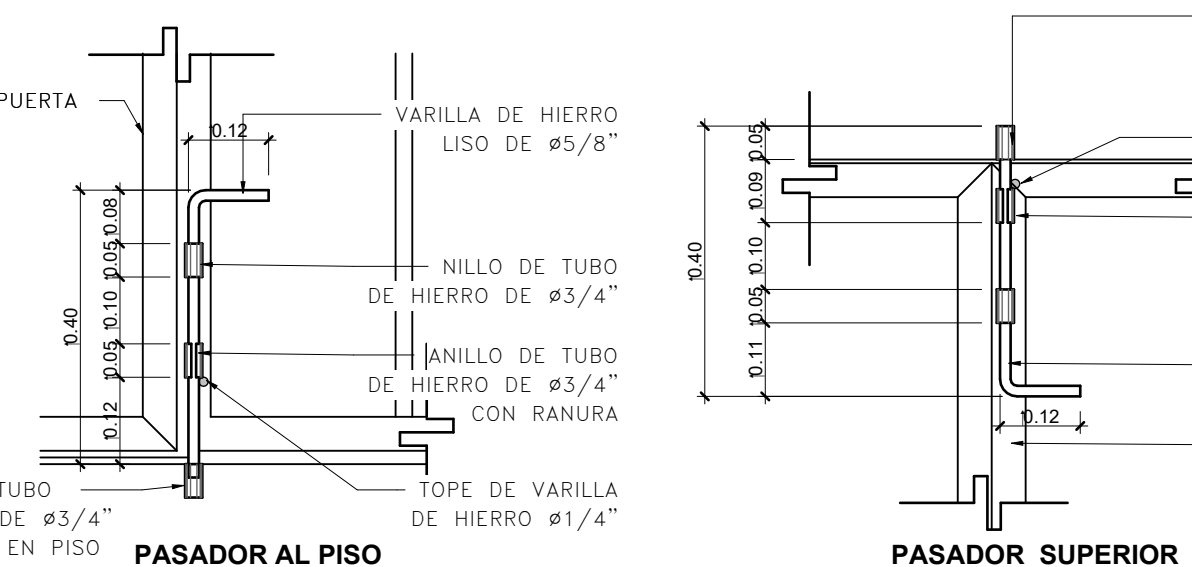 PUERTA
VARILLA DE HIERRO
LISO DE ø5/8"
0.12
0.08
0.05
0.10
0.40
0.05
0.12
NILLO DE TUBO
DE HIERRO DE ø3/4"
ANILLO DE TUBO
DE HIERRO DE ø3/4"
CON RANURA
TUBO
DE ø3/4"
EN PISO
TOPE DE VARILLA
DE HIERRO ø1/4"
PASADOR AL PISO
0.05
0.09
0.10
0.40
0.05
0.11
0.12
PASADOR SUPERIOR